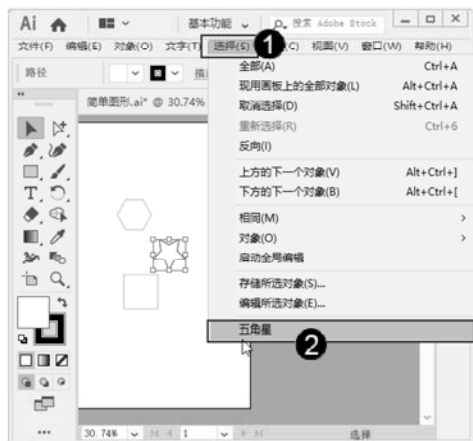 Ai
基本功能
搜索 Adobe Stock
文件(F) 编辑(E) 对象(O) 文字(T) 选择(S) 1 (C) 视图(V) 窗口(W) 帮助(H)
路径
描
简单图形.ai* @ 30.74%
全部(A) Ctrl+A
现用画板上的全部对象(L) Alt+Ctrl+A
取消选择(D) Shift+Ctrl+A
重新选择(R) Ctrl+6
反向(I)
上方的下一个对象(V) Alt+Ctrl+]
下方的下一个对象(B) Alt+Ctrl+[
相同(M)
对象(O)
启动全局编辑
存储所选对象(S)...
编辑所选对象(E)...
五角星
2
T
30.74% 1 选择